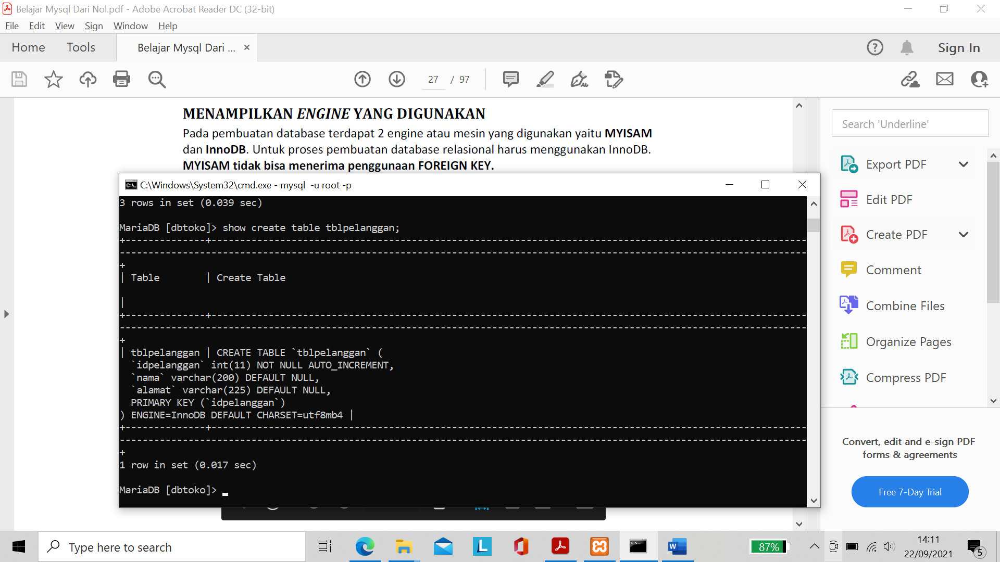 Belajar Mysql Dari Nol.pdf - Adobe Acrobat Reader DC (32-bit)
File Edit View Sign Window Help
Home Tools Belajar Mysql Dari ... × Sign In
27 / 97
MENAMPILKAN ENGINE YANG DIGUNAKAN
Pada pembuatan database terdapat 2 engine atau mesin yang digunakan yaitu MYISAM
dan InnoDB. Untuk proses pembuatan database relasional harus menggunakan InnoDB.
MYISAM tidak bisa menerima penggunaan FOREIGN KEY.
C:\Windows\System32\cmd.exe - mysql -u root -p
3 rows in set (0.039 sec)
MariaDB [dbtoko]> show create table tblpelanggan;
| Table | Create Table
|
| tblpelanggan | CREATE TABLE `tblpelanggan` (
`idpelanggan` int(11) NOT NULL AUTO_INCREMENT,
`nama` varchar(200) DEFAULT NULL,
`alamat` varchar(225) DEFAULT NULL,
PRIMARY KEY (`idpelanggan`)
) ENGINE=InnoDB DEFAULT CHARSET=utf8mb4 |
1 row in set (0.017 sec)
MariaDB [dbtoko]>
Search 'Underline'
Export PDF
Edit PDF
Create PDF
Comment
Combine Files
Organize Pages
Compress PDF
Convert, edit and e-sign PDF
forms & agreements
Free 7-Day Trial
Type here to search
87%
14:11
22/09/2021
5